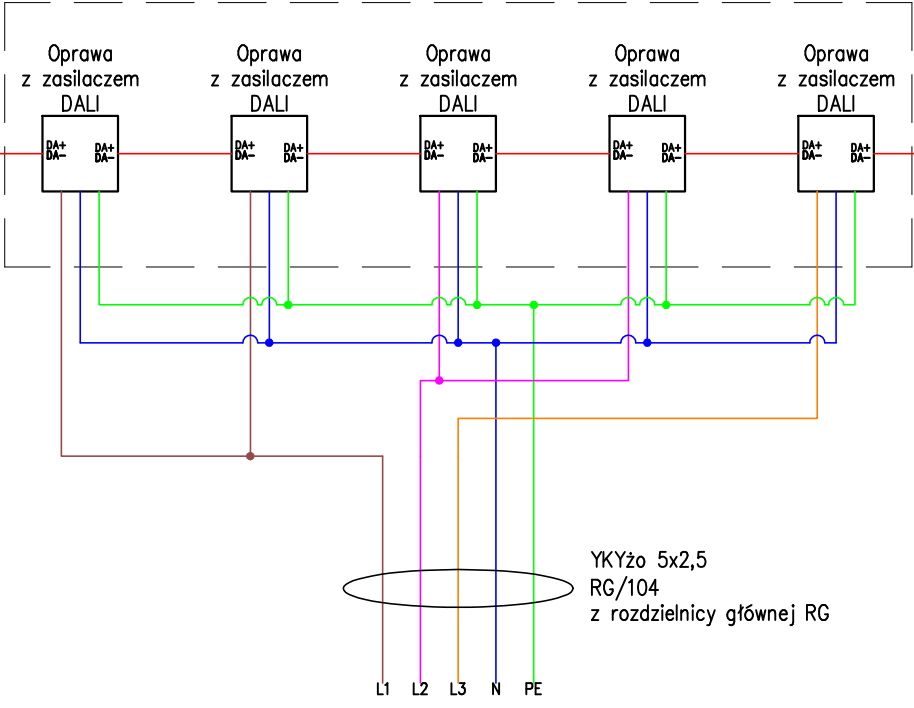 Oprawa
z zasilaczem
DALI
Oprawa
z zasilaczem
DALI
Oprawa
z zasilaczem
DALI
Oprawa
z zasilaczem
DALI
Oprawa
z zasilaczem
DALI
DA+
DA-
DA+
DA-
DA+
DA-
DA+
DA-
DA+
DA-
DA+
DA-
DA+
DA-
DA+
DA-
DA+
DA-
DA+
DA-
YKYżo 5x2,5
RG/104
z rozdzielnicy głównej RG
L1 L2 L3 N PE